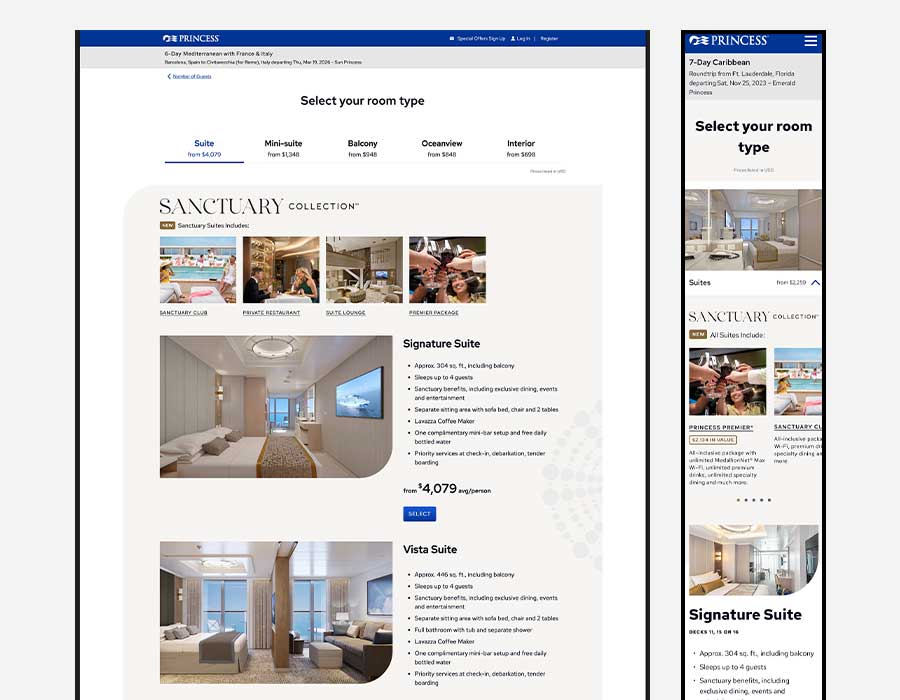 PRINCESS
Special Offers Sign Up
Log In
Register
6-Day Mediterranean with France & Italy
Barcelona, Spain to Civitavecchia (for Rome), Italy departing Thu, Mar 19, 2026 – Sun Princess
Number of Guests
Select your room type
Suite
from $4,079
Mini-suite
from $1,348
Balcony
from $948
Oceanview
from $848
Interior
from $698
Prices listed in USD
SANCTUARY COLLECTION™
NEW Sanctuary Suites Includes:
SANCTUARY CLUB
PRIVATE RESTAURANT
SUITE LOUNGE
PREMIER PACKAGE
Signature Suite
• Approx. 304 sq. ft., including balcony
• Sleeps up to 4 guests
• Sanctuary benefits, including exclusive dining, events
and entertainment
• Separate sitting area with sofa bed, chair and 2 tables
• Lavazza Coffee Maker
• One complimentary mini-bar setup and free daily
bottled water
• Priority services at check-in, debarkation, tender
boarding
from $4,079 avg/person
SELECT
Vista Suite
• Approx. 446 sq. ft., including balcony
• Sleeps up to 4 guests
• Sanctuary benefits, including exclusive dining, events
and entertainment
• Separate sitting area with sofa bed, chair and 2 tables
• Full bathroom with tub and separate shower
• Lavazza Coffee Maker
• One complimentary mini-bar setup and free daily
bottled water
• Priority services at check-in, debarkation, tender
boarding
PRINCESS
7-Day Caribbean
Roundtrip from Ft. Lauderdale, Florida
departing Sat, Nov 25, 2023 – Emerald
Princess
Select your room
type
Prices listed in USD
Suites
from $2,259
SANCTUARY COLLECTION™
NEW All Suites Include:
PRINCESS PREMIER®
$2,104 IN VALUE
All-inclusive package with
unlimited MedallionNet® Max
Wi-Fi, unlimited premium
drinks, unlimited specialty
dining and much more.
SANCTUARY CL
All-inclusive packa
Wi-Fi, premium dri
specialty dining an
more.
Signature Suite
DECKS 11, 15 OR 16
• Approx. 304 sq. ft., including balcony
• Sleeps up to 4 guests
• Sanctuary benefits, including
exclusive dining, events and